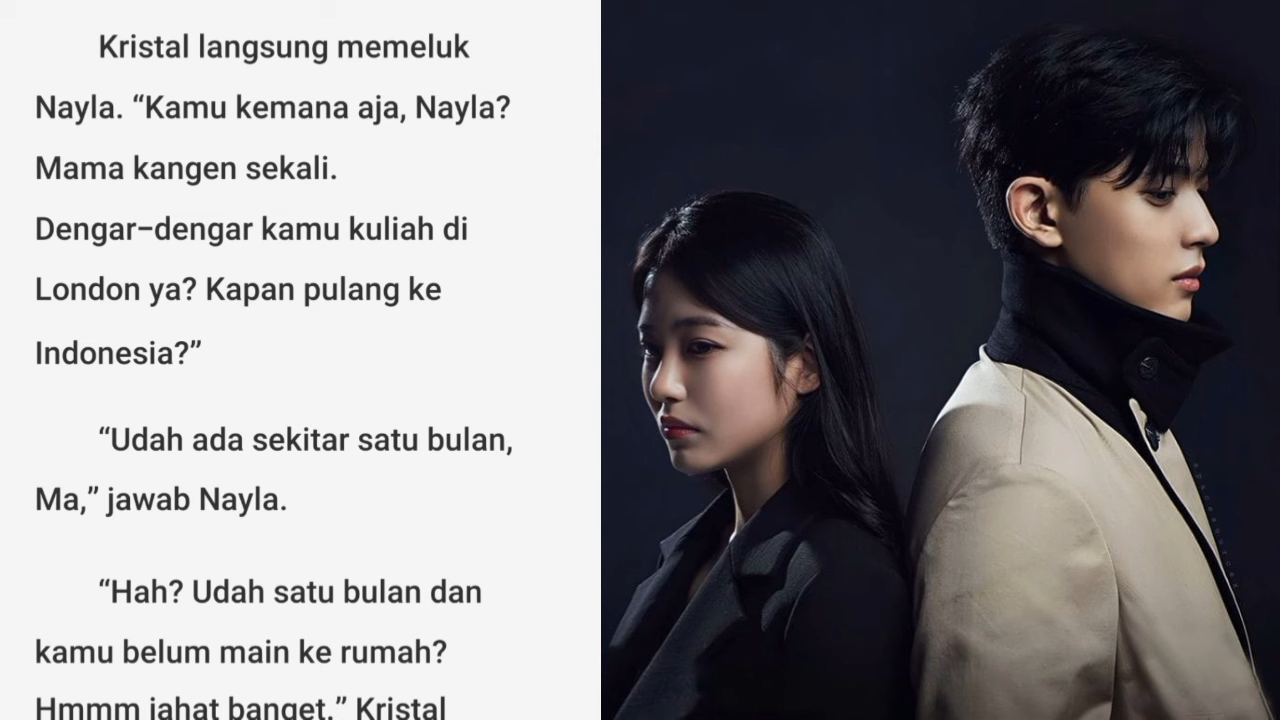 Kristal langsung memeluk
Nayla. “Kamu kemana aja, Nayla?
Mama kangen sekali.
Dengar-dengar kamu kuliah di
London ya? Kapan pulang ke
Indonesia?”
“Udah ada sekitar satu bulan,
Ma,” jawab Nayla.
“Hah? Udah satu bulan dan
kamu belum main ke rumah?
Hmmm jahat banget.” Kristal